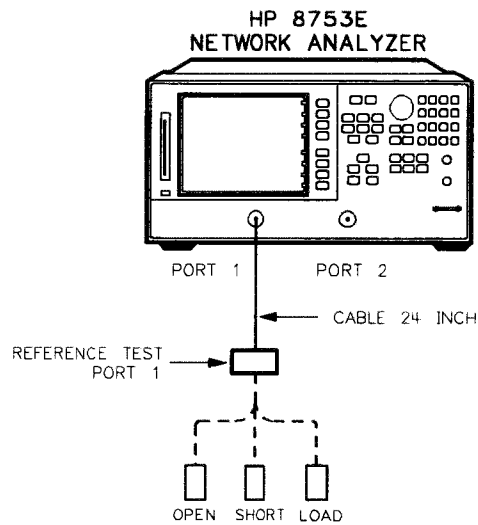 HP 8753E
NETWORK ANALYZER
PORT 1
PORT 2
CABLE 24 INCH
REFERENCE TEST
PORT 1
OPEN
SHORT
LOAD